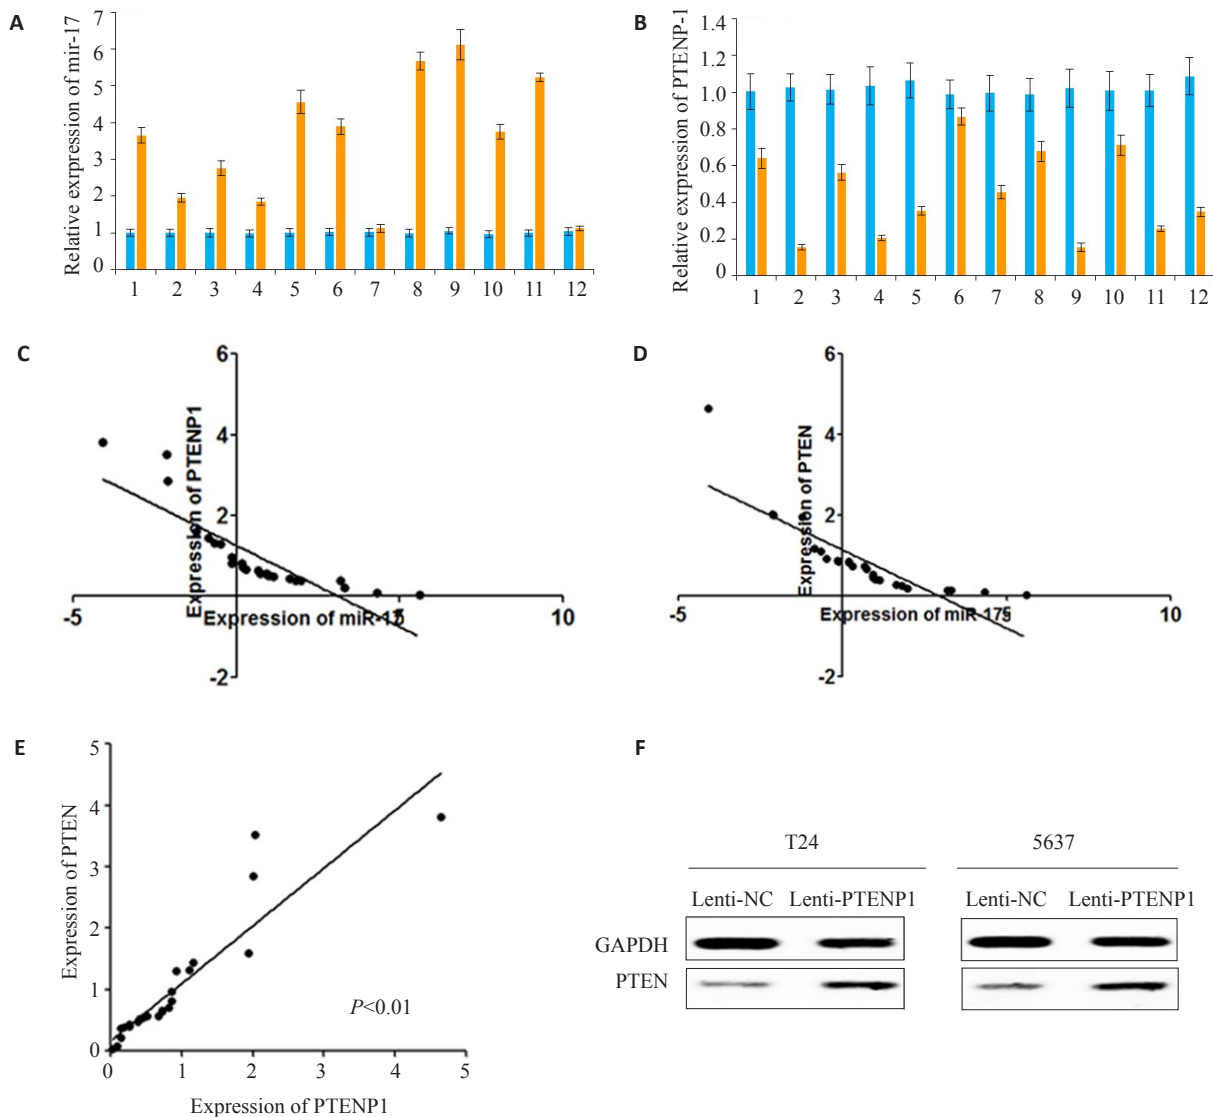 A
Relative exrpression of mir-17
7
6
5
4
3
2
1
0
1 2 3 4 5 6 7 8 9 10 11 12
B
Relative exrpression of PTENP-1
1.4
1.2
1.0
0.8
0.6
0.4
0.2
0
1 2 3 4 5 6 7 8 9 10 11 12
C
6
4
2
-2
-5
10
Expression of PTENP1
Expression of miR-17
D
6
4
2
-2
-5
10
Expression of PTEN
Expression of miR-17
E
Expression of PTEN
5
4
3
2
1
0
0 1 2 3 4 5
P<0.01
Expression of PTENP1
F
T24 5637
Lenti-NC Lenti-PTENP1 Lenti-NC Lenti-PTENP1
GAPDH
PTEN